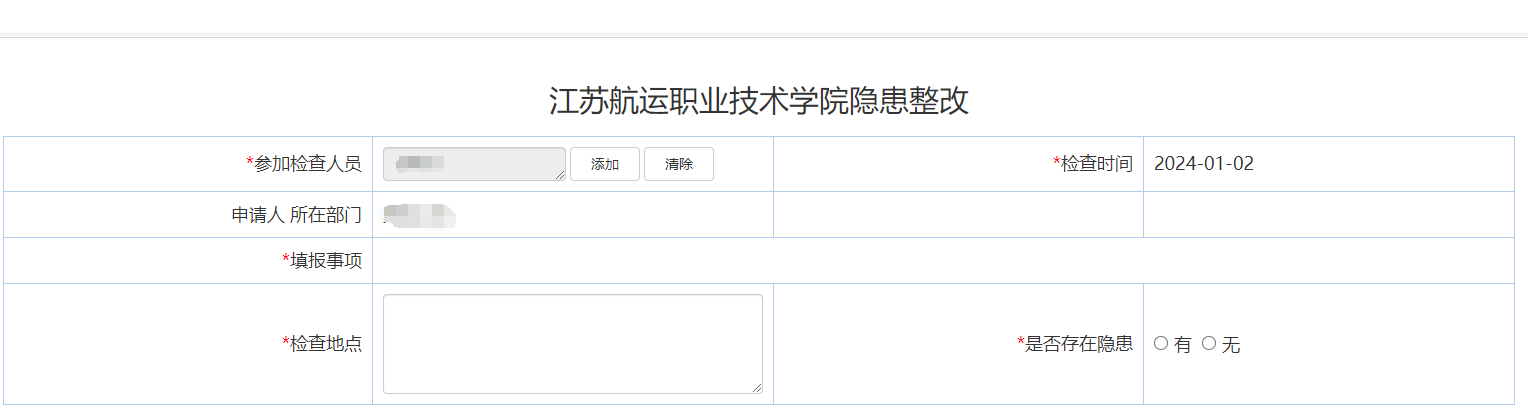 江苏航运职业技术学院隐患整改
*参加检查人员 添加 清除 *检查时间 2024-01-02
申请人 所在部门
*填报事项
*检查地点 *是否存在隐患 有 无